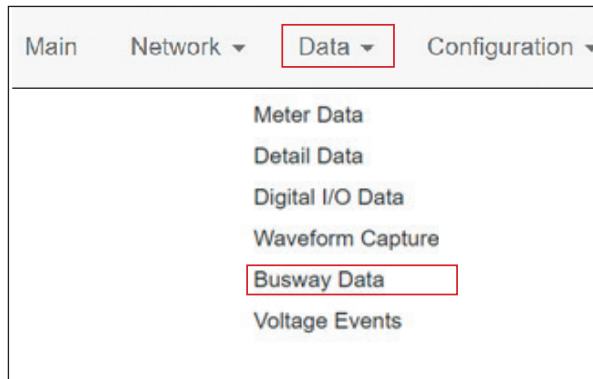 Main Network Data Configuration
Meter Data
Detail Data
Digital I/O Data
Waveform Capture
Busway Data
Voltage Events